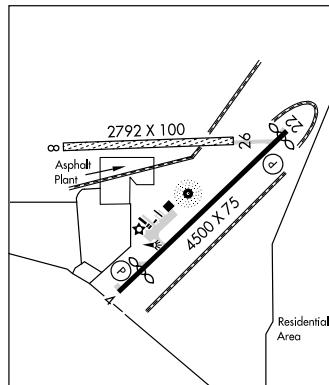 2792 X 100
8
26
22
Asphalt
Plant
P
4500 X 75
P
4
Residential
Area